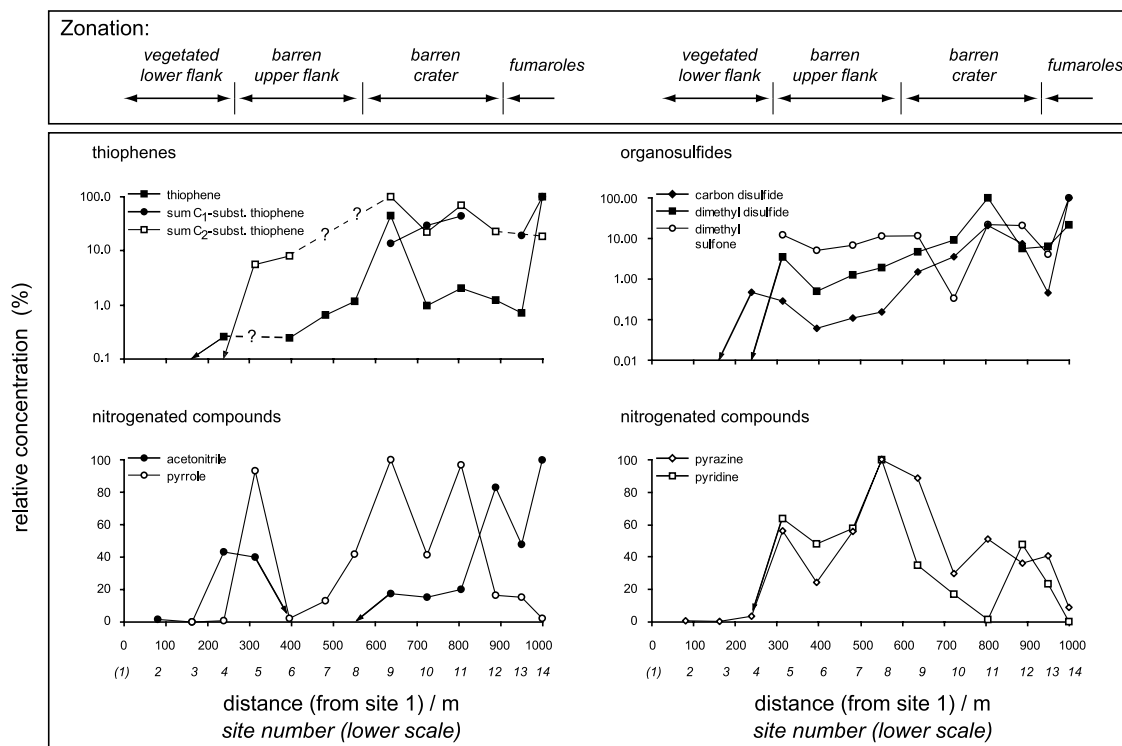 Zonation:
vegetated lower flank
barren upper flank
barren crater
fumaroles
vegetated lower flank
barren upper flank
barren crater
fumaroles
relative concentration (%)
thiophenes
100.0
10.0
1.0
0.1
thiophene
sum C1-subst. thiophene
sum C2-subst. thiophene
?
?
?
organosulfides
100.00
10.00
1.00
0.10
0.01
carbon disulfide
dimethyl disulfide
dimethyl
sulfone
nitrogenated compounds
100
80
60
40
20
0
acetonitrile
pyrrole
0 100 200 300 400 500 600 700 800 900 1000
(1) 2 3 4 5 6 7 8 9 10 11 12 13 14
distance (from site 1) / m
site number (lower scale)
nitrogenated compounds
100
80
60
40
20
0
pyrazine
pyridine
0 100 200 300 400 500 600 700 800 900 1000
(1) 2 3 4 5 6 7 8 9 10 11 12 13 14
distance (from site 1) / m
site number (lower scale)